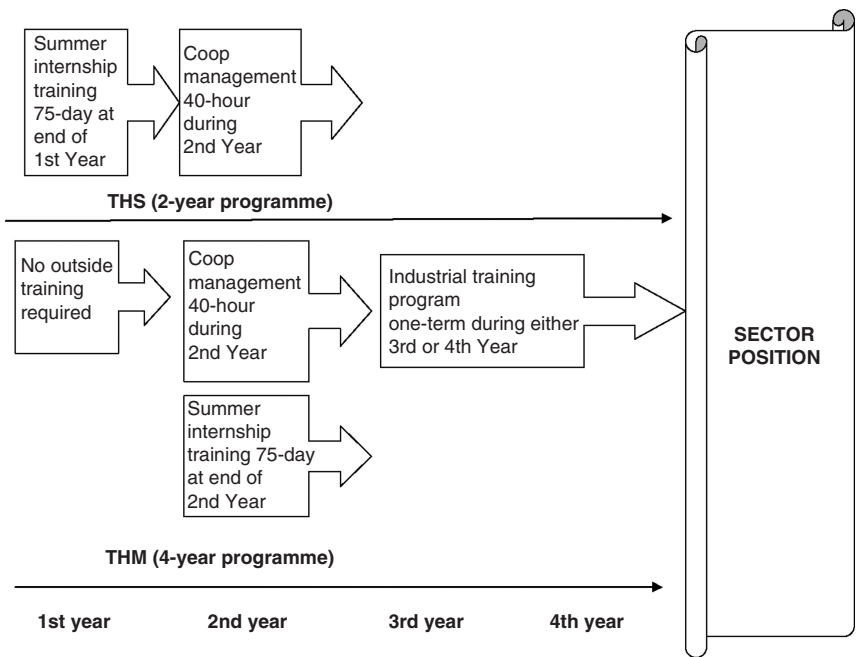 Summer
internship
training
75-day at
end of
1st Year
Coop
management
40-hour
during
2nd Year
THS (2-year programme)
No outside
training
required
Coop
management
40-hour
during
2nd Year
Industrial training
program
one-term during either
3rd or 4th Year
SECTOR
POSITION
Summer
internship
training 75-day
at end of
2nd Year
THM (4-year programme)
1st year
2nd year
3rd year
4th year